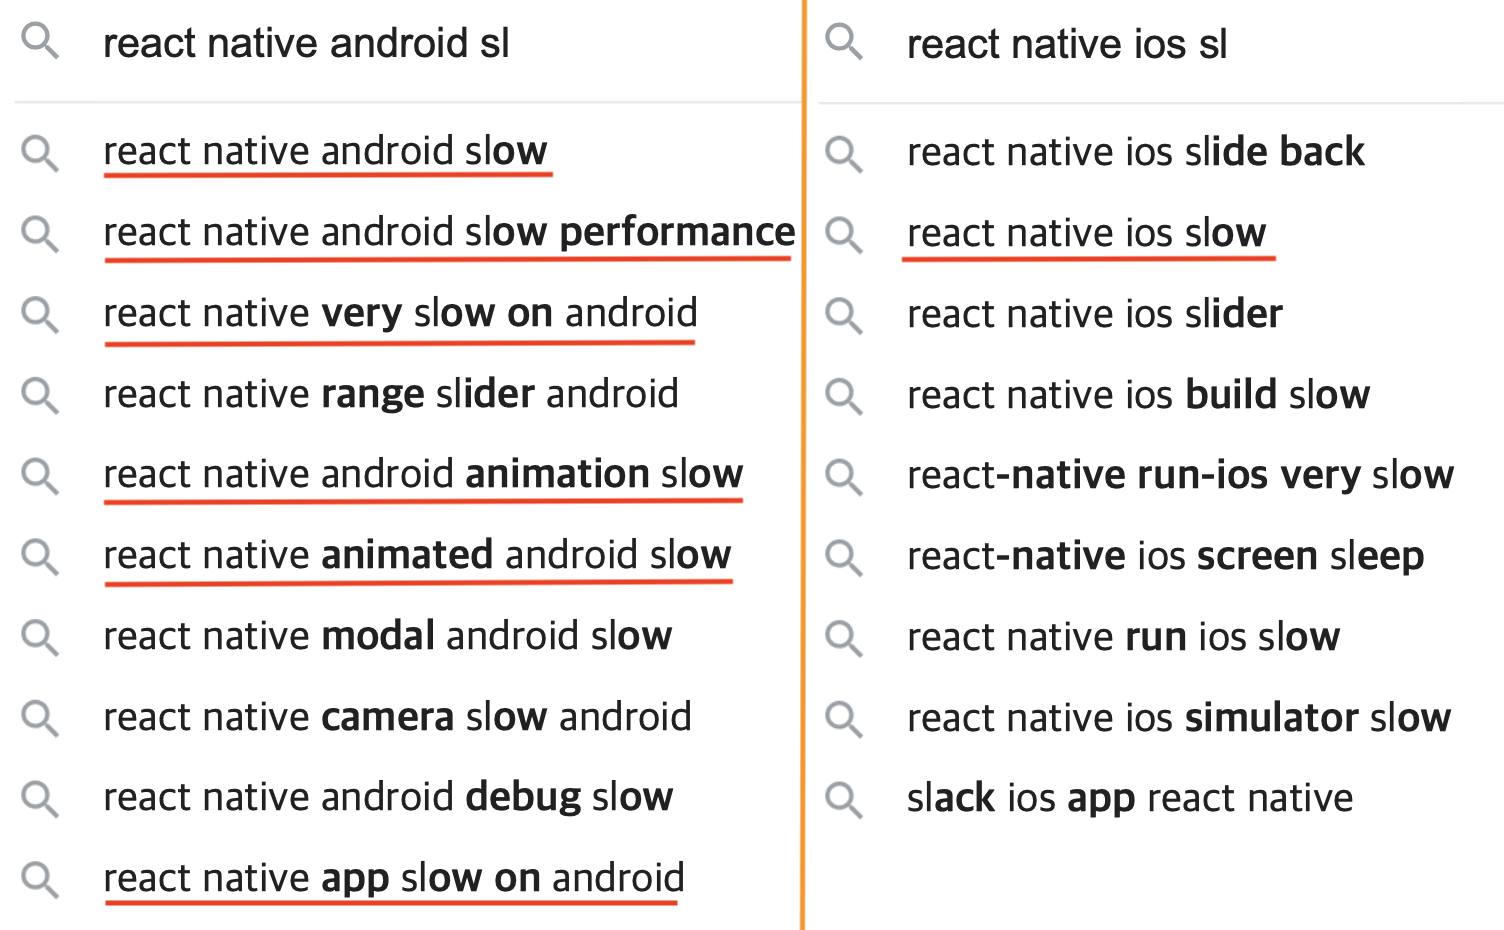 react native android sl
react native android slow
react native android slow performance
react native very slow on android
react native range slider android
react native android animation slow
react native animated android slow
react native modal android slow
react native camera slow android
react native android debug slow
react native app slow on android
react native ios sl
react native ios slide back
react native ios slow
react native ios slider
react native ios build slow
react-native run-ios very slow
react-native ios screen sleep
react native run ios slow
react native ios simulator slow
slack ios app react native